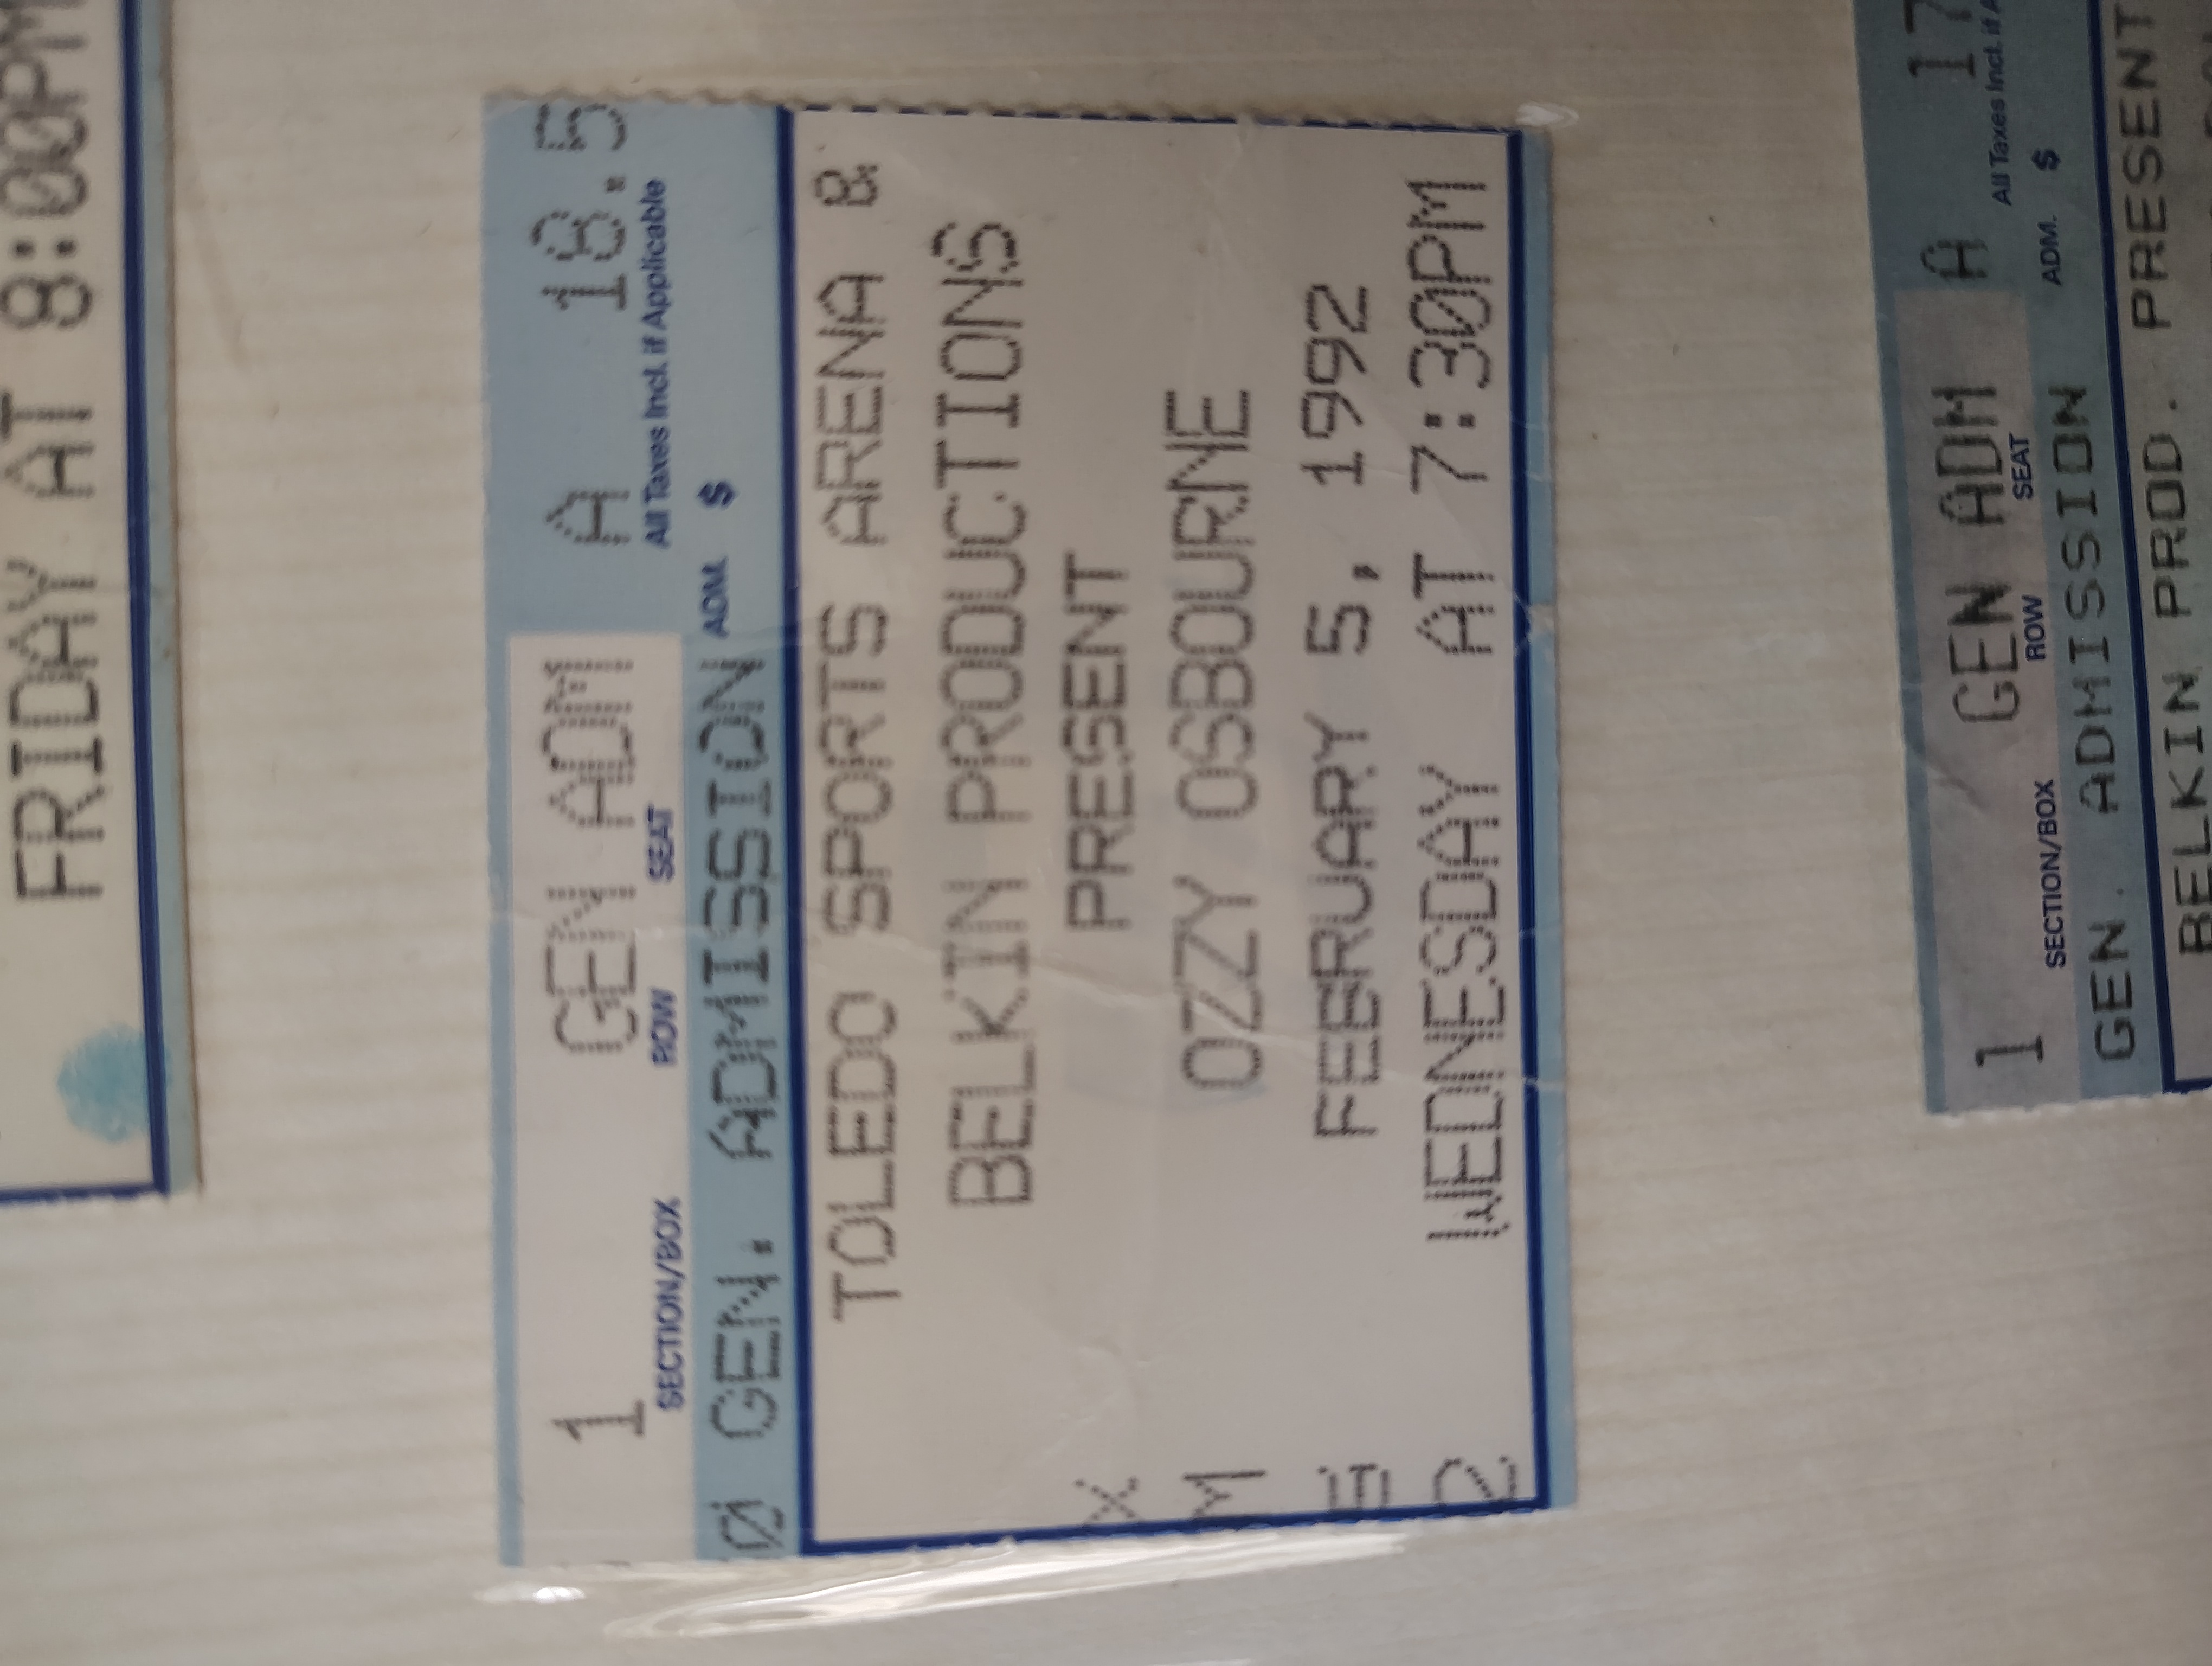 FRIDAY AT 8:00PM
1 GEN ADM A 18.5
SECTION/BOX ROW SEAT All Taxes Incl. if Applicable
GEN. ADMISSION ADM. $
TOLEDO SPORTS ARENA &
BELKIN PRODUCTIONS
PRESENT
OZZY OSBOURNE
FEBRUARY 5, 1992
WEDNESDAY AT 7:30PM
1 GEN ADM A 17
SECTION/BOX ROW SEAT All Taxes Incl. if A
GEN. ADMISSION ADM. $
BELKIN PROD. PRESENT